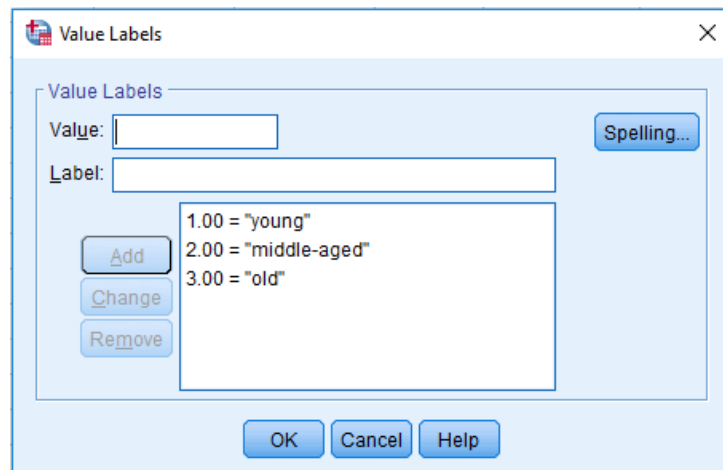 Value Labels
Value Labels
Value:
Spelling...
Label:
1.00 = "young"
Add
2.00 = "middle-aged"
Change
3.00 = "old"
Remove
OK Cancel Help